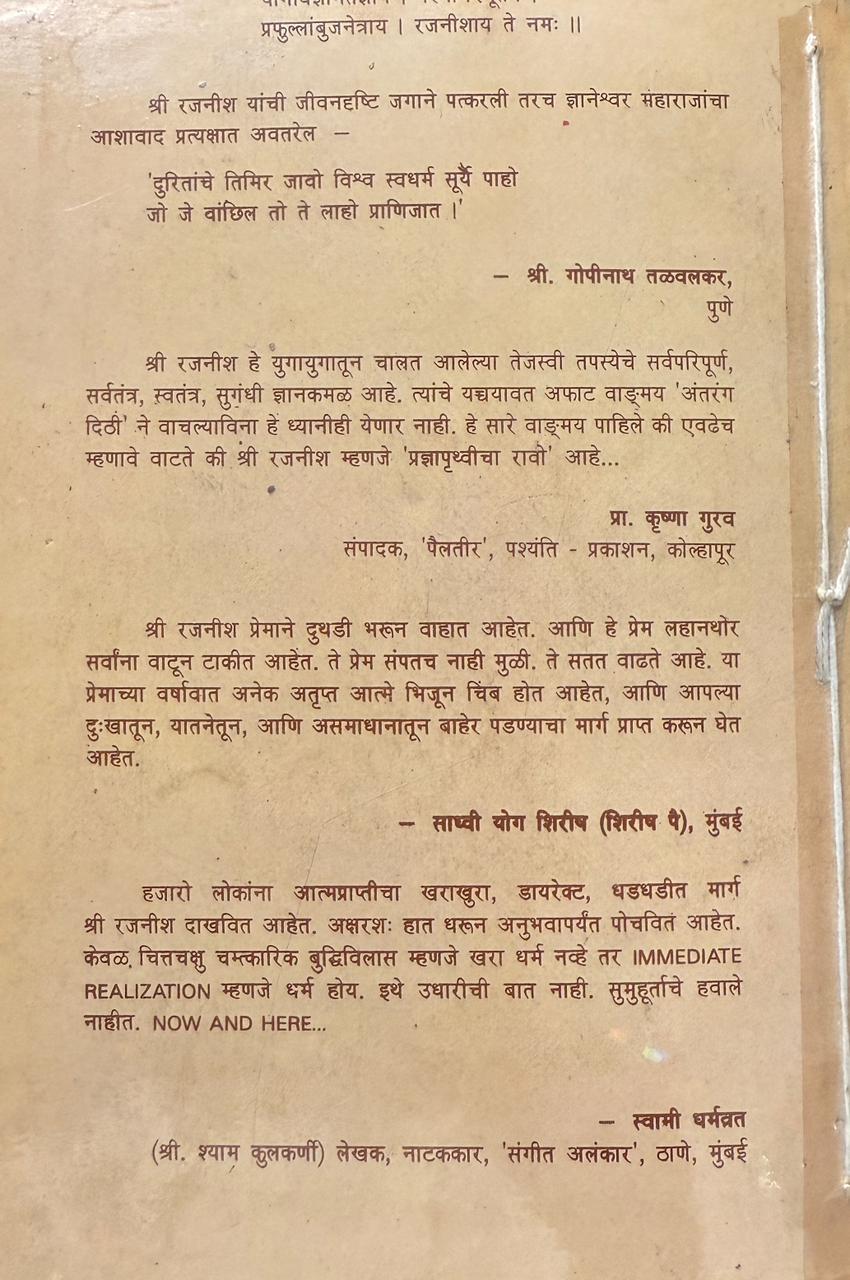 प्रफुल्लांबुजनेत्राय । रजनीशाय ते नमः ॥
श्री रजनीश यांची जीवनदृष्टि जगाने पत्करली तरच ज्ञानेश्वर महाराजांचा
आशावाद प्रत्यक्षात अवतरेल –
'दुरितांचे तिमिर जावो विश्व स्वधर्म सूर्यें पाहो
जो जे वांछिल तो ते लाहो प्राणिजात ।'
– श्री. गोपीनाथ तळवलकर,
पुणे
श्री रजनीश हे युगायुगातून चालत आलेल्या तेजस्वी तपस्येचे सर्वपरिपूर्ण,
सर्वतंत्र, स्वतंत्र, सुगंधी ज्ञानकमळ आहे. त्यांचे यच्चयावत अफाट वाङ्मय 'अंतरंग
दिठी' ने वाचल्याविना हे ध्यानीही येणार नाही. हे सारे वाङ्मय पाहिले की एवढेच
म्हणावे वाटते की श्री रजनीश म्हणजे 'प्रज्ञापृथ्वीचा रावो' आहे...
प्रा. कृष्णा गुरव
संपादक, 'पैलतीर', पश्यंति - प्रकाशन, कोल्हापूर
श्री रजनीश प्रेमाने दुथडी भरून वाहात आहेत. आणि हे प्रेम लहानथोर
सर्वांना वाटून टाकीत आहेत. ते प्रेम संपतच नाही मुळी. ते सतत वाढते आहे. या
प्रेमाच्या वर्षावात अनेक अतृप्त आत्मे भिजून चिंब होत आहेत, आणि आपल्या
दुःखातून, यातनेतून, आणि असमाधानातून बाहेर पडण्याचा मार्ग प्राप्त करून घेत
आहेत.
– साध्वी योग शिरीष (शिरीष पै), मुंबई
हजारो लोकांना आत्मप्राप्तीचा खराखुरा, डायरेक्ट, धडधडीत मार्ग
श्री रजनीश दाखवित आहेत. अक्षरशः हात धरून अनुभवापर्यंत पोचवित आहेत.
केवळ चित्तचक्षु चमत्कारिक बुद्धिविलास म्हणजे खरा धर्म नव्हे तर IMMEDIATE
REALIZATION म्हणजे धर्म होय. इथे उधारीची बात नाही. सुमुहूर्ताचे हवाले
नाहीत. NOW AND HERE...
– स्वामी धर्मव्रत
(श्री. श्याम कुलकर्णी) लेखक, नाटककार, 'संगीत अलंकार', ठाणे, मुंबई